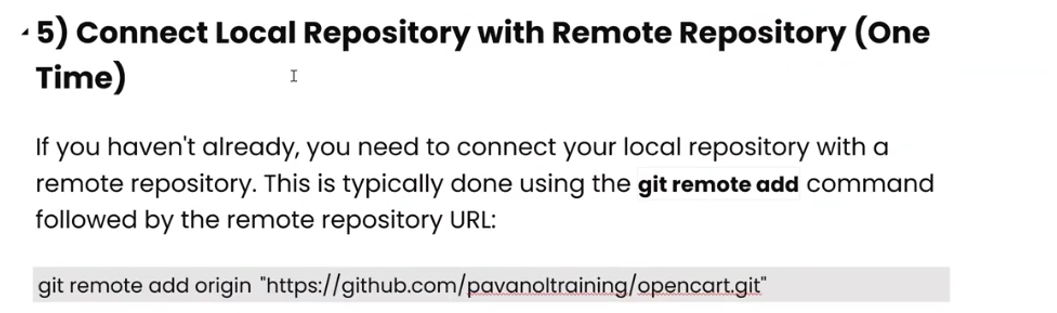 5) Connect Local Repository with Remote Repository (One
Time)
If you haven't already, you need to connect your local repository with a
remote repository. This is typically done using the git remote add command
followed by the remote repository URL:
git remote add origin "https://github.com/pavanoltraining/opencart.git"